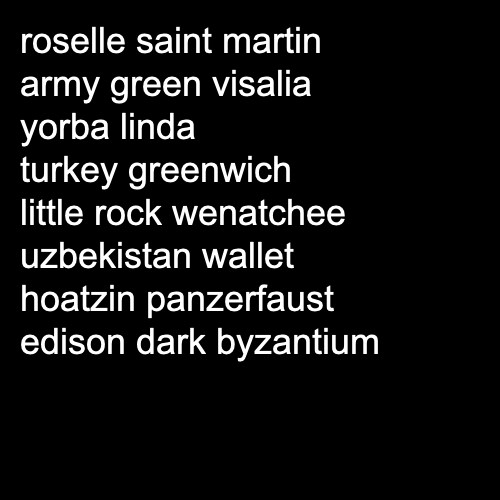 roselle saint martin
army green visalia
yorba linda
turkey greenwich
little rock wenatchee
uzbekistan wallet
hoatzin panzerfaust
edison dark byzantium